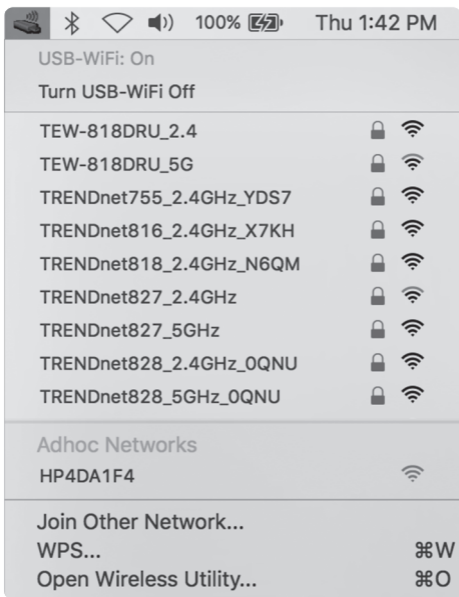 100% Thu 1:42 PM
USB-WiFi: On
Turn USB-WiFi Off
TEW-818DRU_2.4
TEW-818DRU_5G
TRENDnet755_2.4GHz_YDS7
TRENDnet816_2.4GHz_X7KH
TRENDnet818_2.4GHz_N6QM
TRENDnet827_2.4GHz
TRENDnet827_5GHz
TRENDnet828_2.4GHz_0QNU
TRENDnet828_5GHz_0QNU
Adhoc Networks
HP4DA1F4
Join Other Network...
WPS... ⌘W
Open Wireless Utility... ⌘O